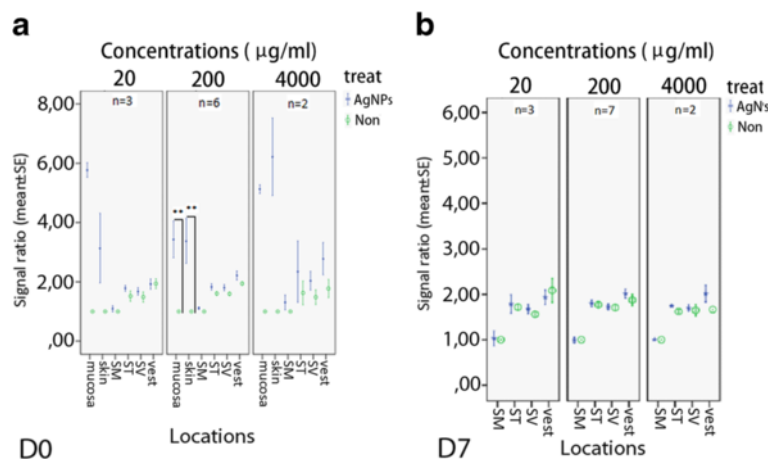 a
Concentrations ( μg/ml)
20 200 4000
treat
AgNPs
Non
n=3 n=6 n=2
Signal ratio (mean±SE)
8,00
6,00
4,00
2,00
,00
** **
mucosa skin SM ST SV vest mucosa skin SM ST SV vest mucosa skin SM ST SV vest
Locations
D0
b
Concentrations ( μg/ml)
20 200 4000
treat
AgN's
Non
n=3 n=7 n=2
Signal ratio (mean±SE)
6,00
5,00
4,00
3,00
2,00
1,00
,00
SM ST SV vest SM ST SV vest SM ST SV vest
Locations
D7